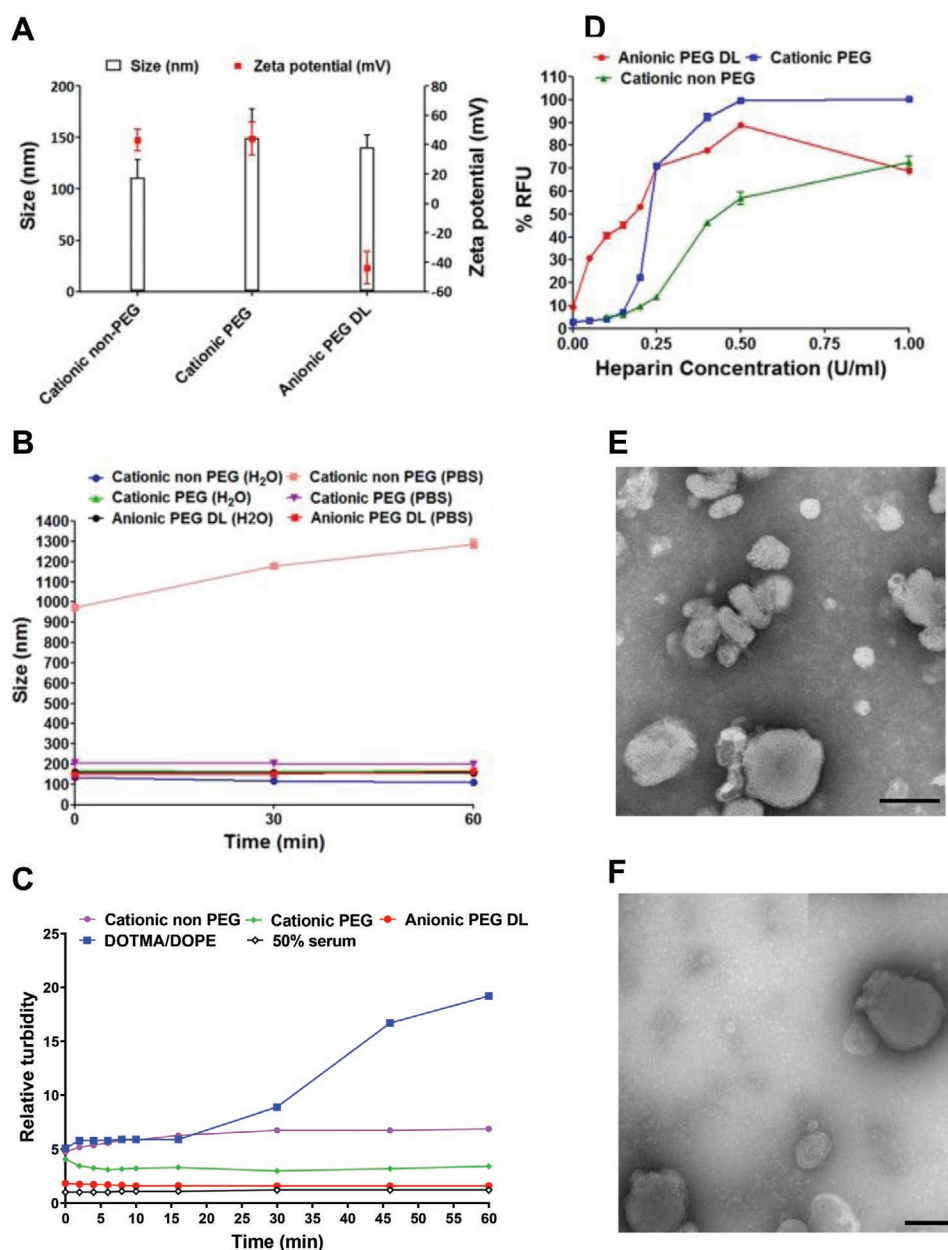 A
Size (nm) Zeta potential (mV)
200
150
100
50
0
Size (nm)
80
60
40
20
0
-20
-40
-60
Zeta potential (mV)
Cationic non-PEG
Cationic PEG
Anionic PEG DL
B
Cationic non PEG (H₂O) Cationic non PEG (PBS)
Cationic PEG (H₂O) Cationic PEG (PBS)
Anionic PEG DL (H2O) Anionic PEG DL (PBS)
1400
1300
1200
1100
1000
900
800
700
600
500
400
300
200
100
0
Size (nm)
0 30 60
Time (min)
C
Cationic non PEG Cationic PEG Anionic PEG DL
DOTMA/DOPE 50% serum
25
20
15
10
5
0
Relative turbidity
0 5 10 15 20 25 30 35 40 45 50 55 60
Time (min)
D
Anionic PEG DL Cationic PEG
Cationic non PEG
110
100
90
80
70
60
50
40
30
20
10
0
% RFU
0.00 0.25 0.50 0.75 1.00
Heparin Concentration (U/ml)
E
F